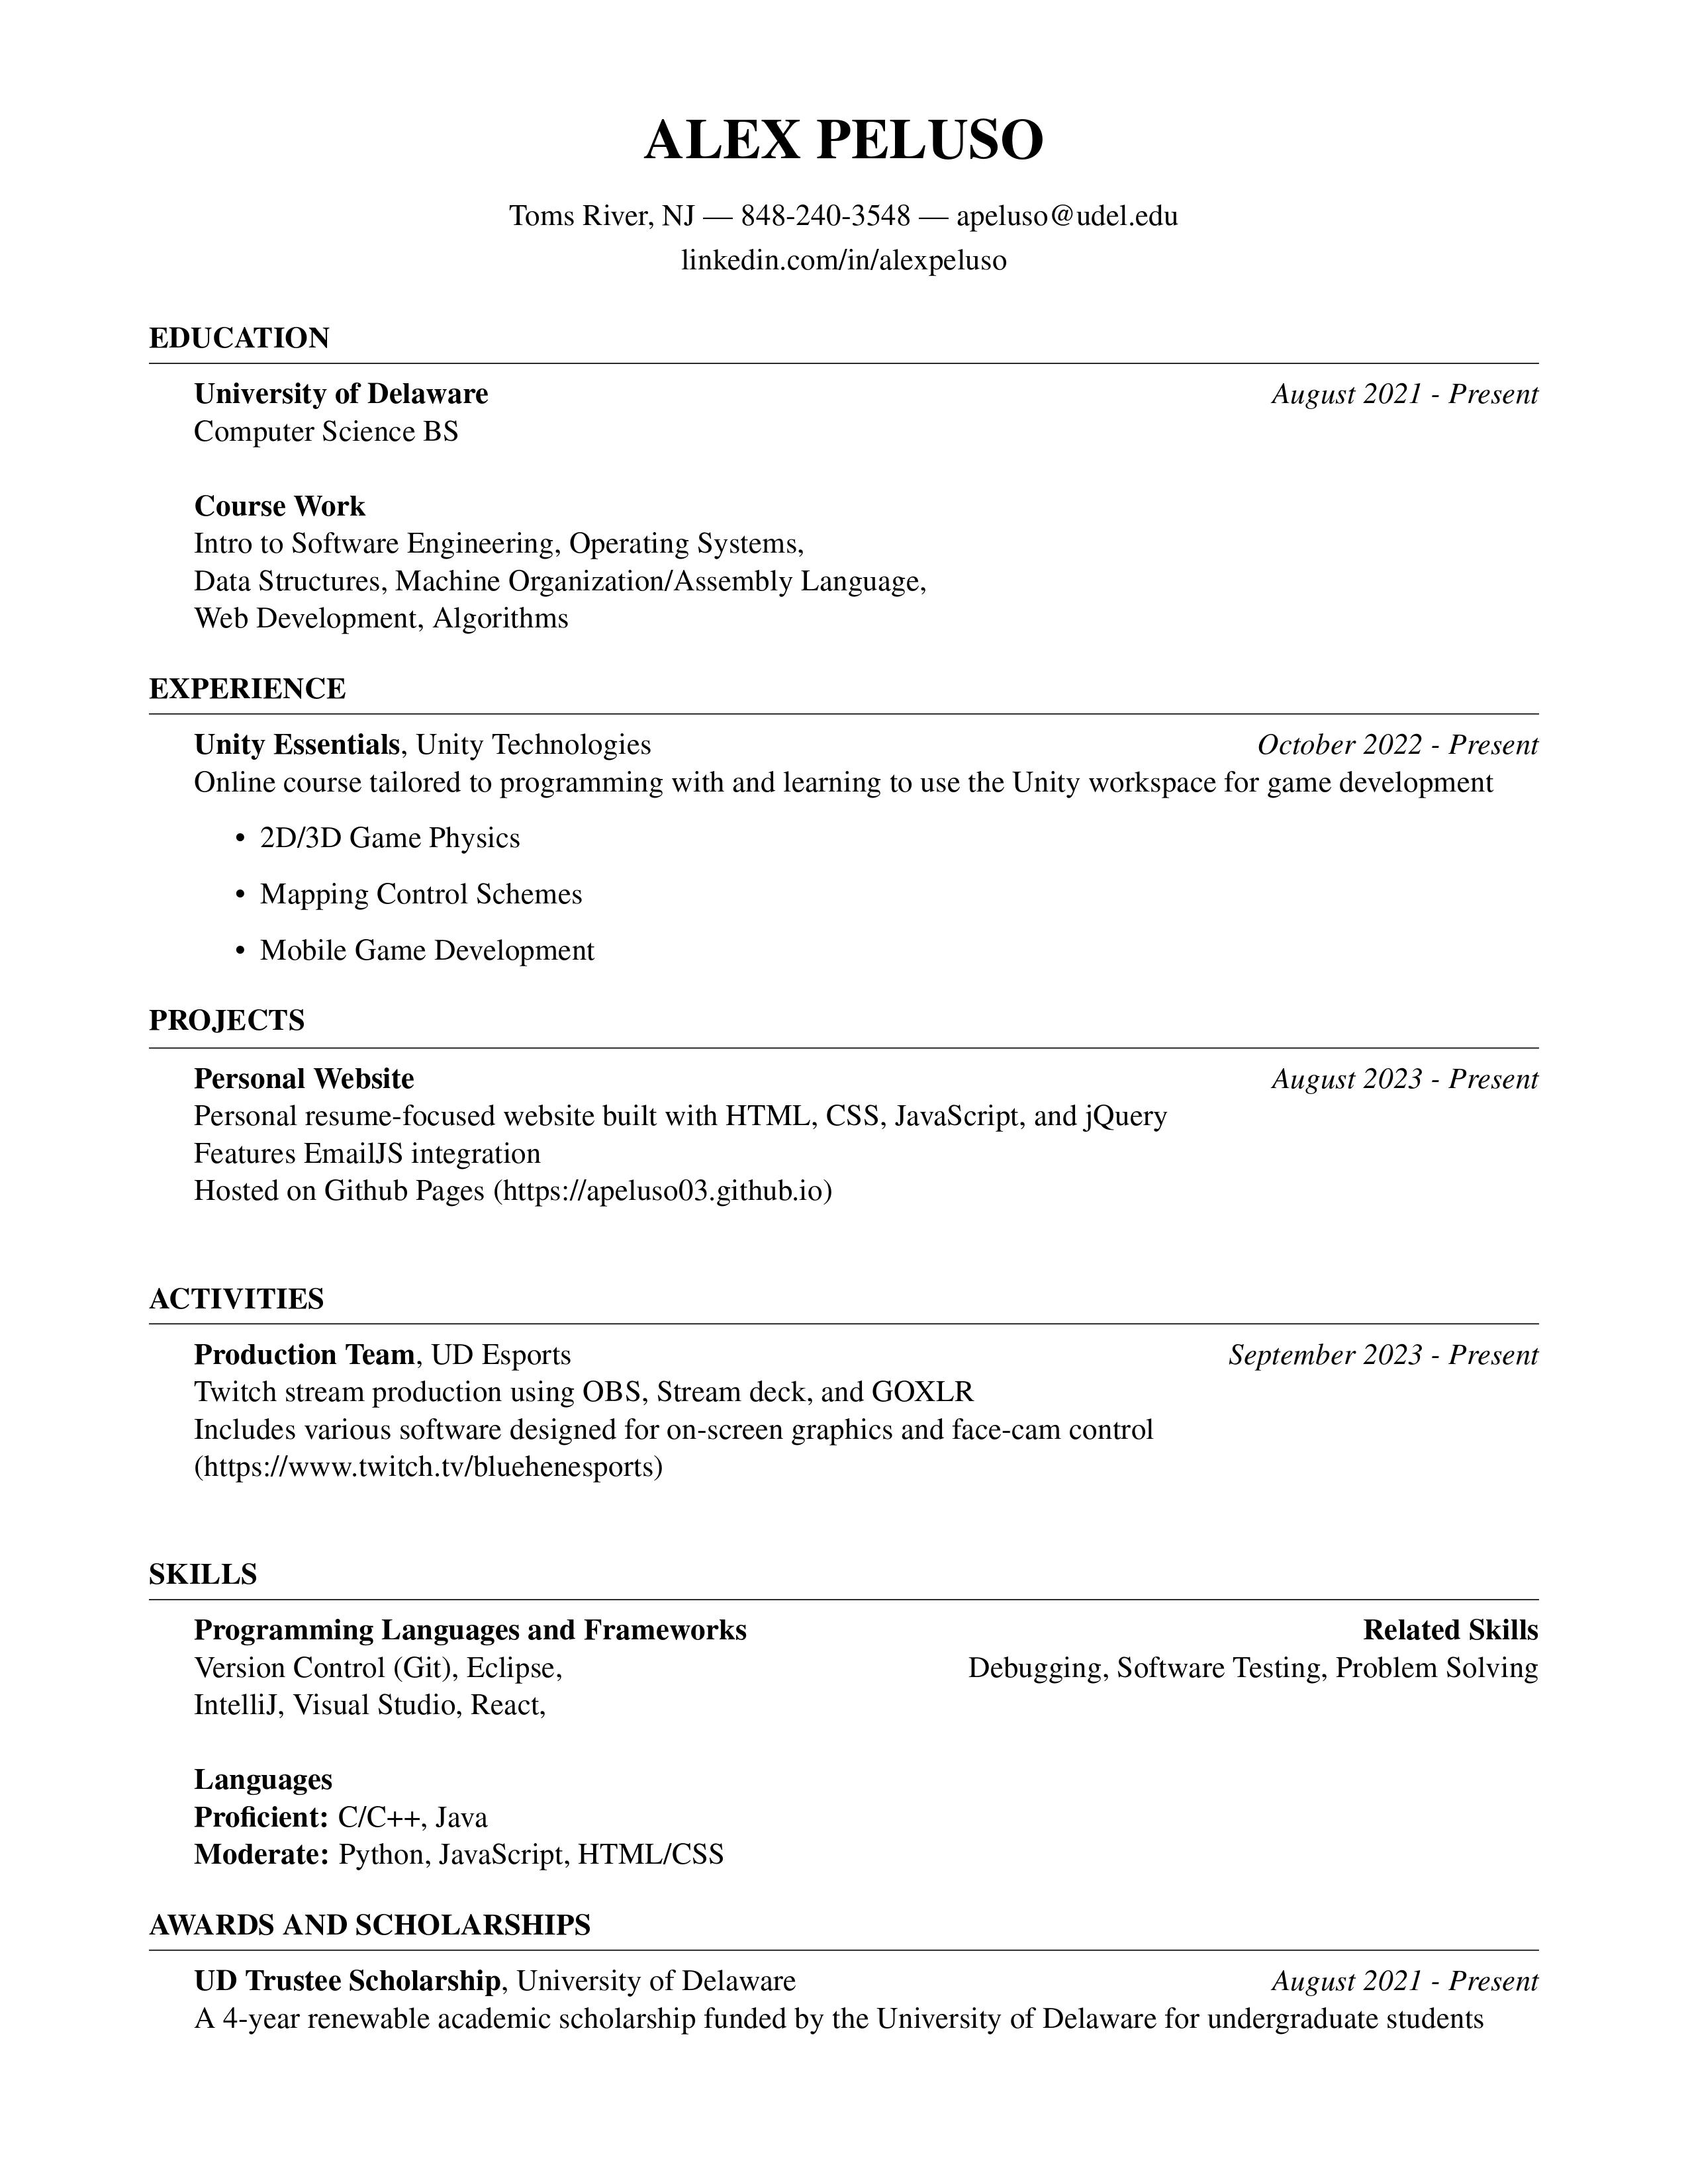 ALEX PELUSO
Toms River, NJ — 848-240-3548 — apeluso@udel.edu
linkedin.com/in/alexpeluso
EDUCATION
University of Delaware August 2021 - Present
Computer Science BS
Course Work
Intro to Software Engineering, Operating Systems,
Data Structures, Machine Organization/Assembly Language,
Web Development, Algorithms
EXPERIENCE
Unity Essentials, Unity Technologies October 2022 - Present
Online course tailored to programming with and learning to use the Unity workspace for game development
• 2D/3D Game Physics
• Mapping Control Schemes
• Mobile Game Development
PROJECTS
Personal Website August 2023 - Present
Personal resume-focused website built with HTML, CSS, JavaScript, and jQuery
Features EmailJS integration
Hosted on Github Pages (https://apeluso03.github.io)
ACTIVITIES
Production Team, UD Esports September 2023 - Present
Twitch stream production using OBS, Stream deck, and GOXLR
Includes various software designed for on-screen graphics and face-cam control
(https://www.twitch.tv/bluehenesports)
SKILLS
Programming Languages and Frameworks Related Skills
Version Control (Git), Eclipse, Debugging, Software Testing, Problem Solving
IntelliJ, Visual Studio, React,
Languages
Proficient: C/C++, Java
Moderate: Python, JavaScript, HTML/CSS
AWARDS AND SCHOLARSHIPS
UD Trustee Scholarship, University of Delaware August 2021 - Present
A 4-year renewable academic scholarship funded by the University of Delaware for undergraduate students